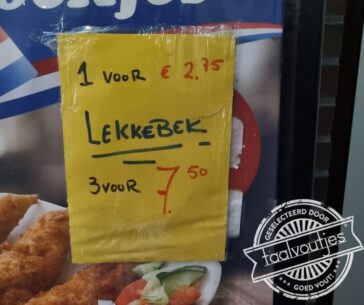 1 VOOR € 2.75
LEKKEBEK
3 VOOR 7.50
GESELECTEERD DOOR
taalvoutjes
GOED VOUT!